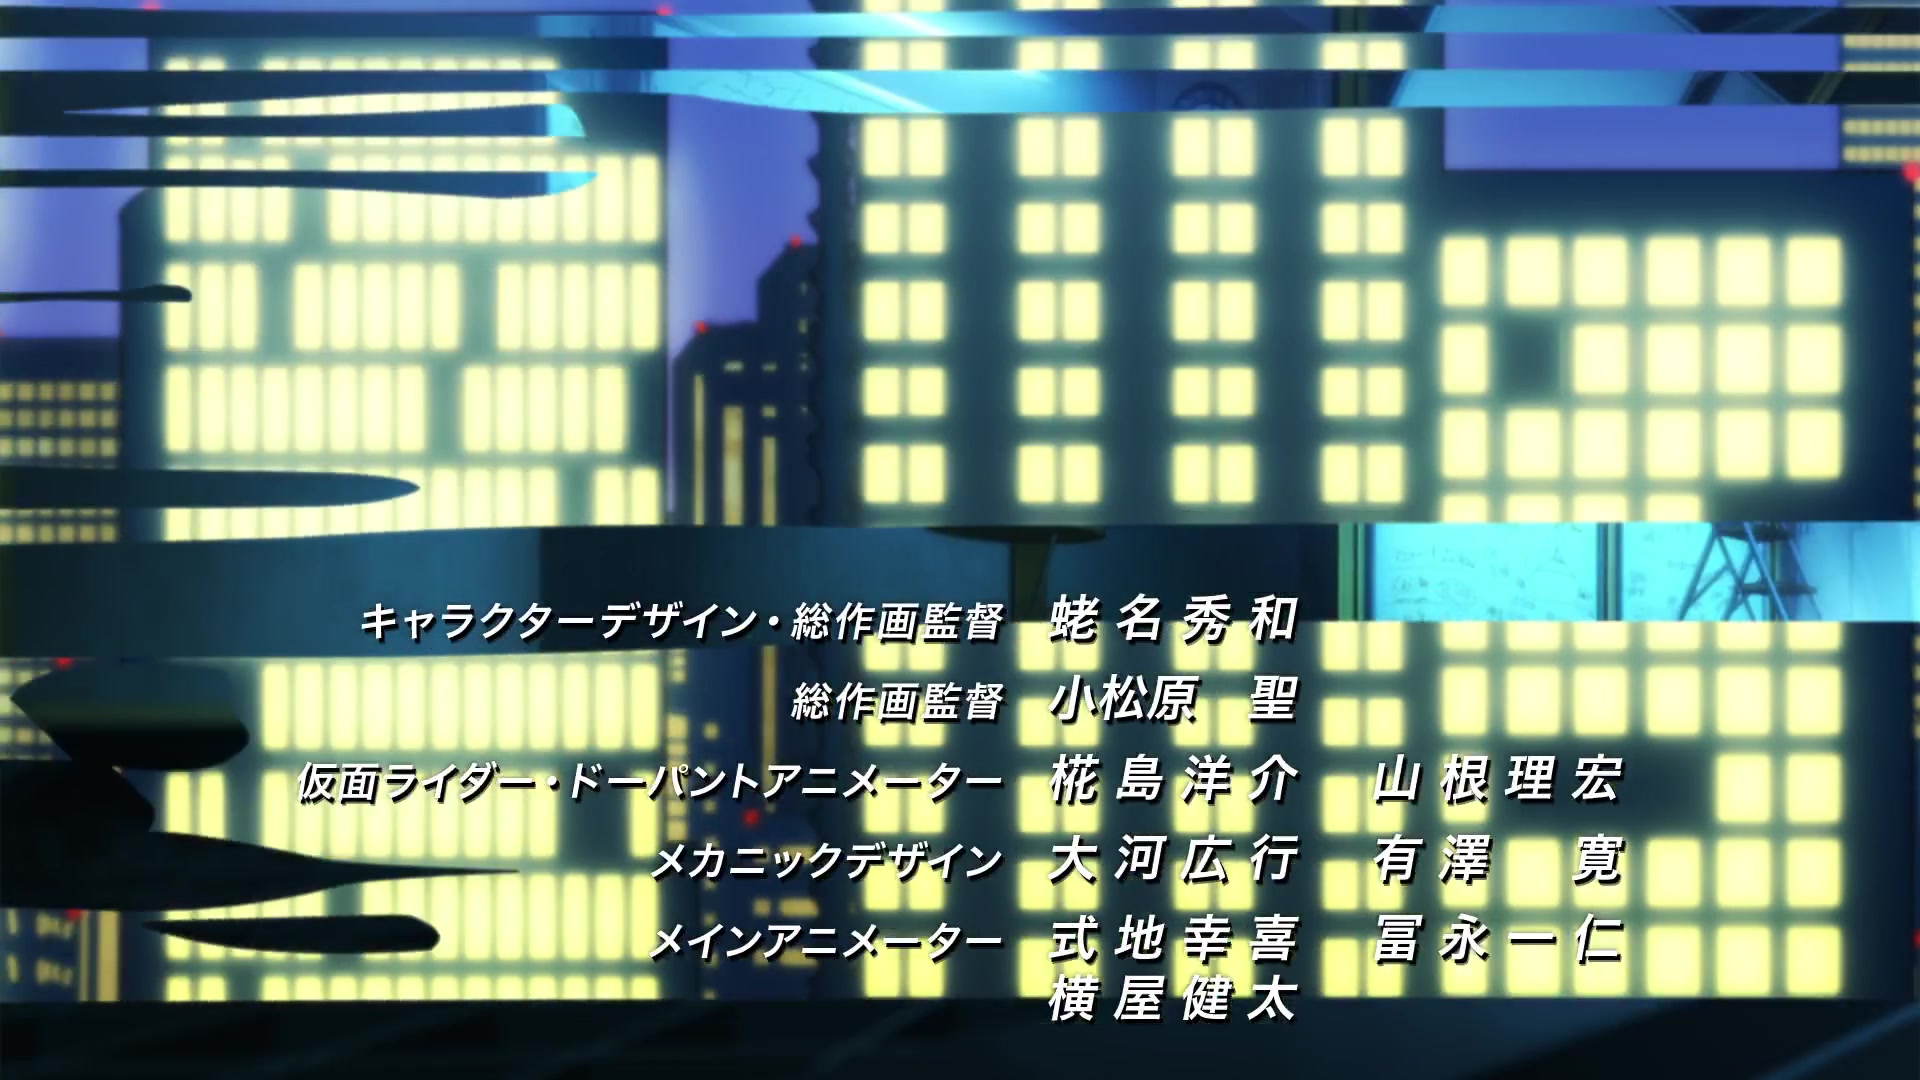 キャラクターデザイン・総作画監督 蛯名秀和
総作画監督 小松原 聖
仮面ライダー・ドーパントアニメーター 椛島洋介 山根理宏
メカニックデザイン 大河広行 有澤 寛
メインアニメーター 式地幸喜 冨永一仁
横屋健太